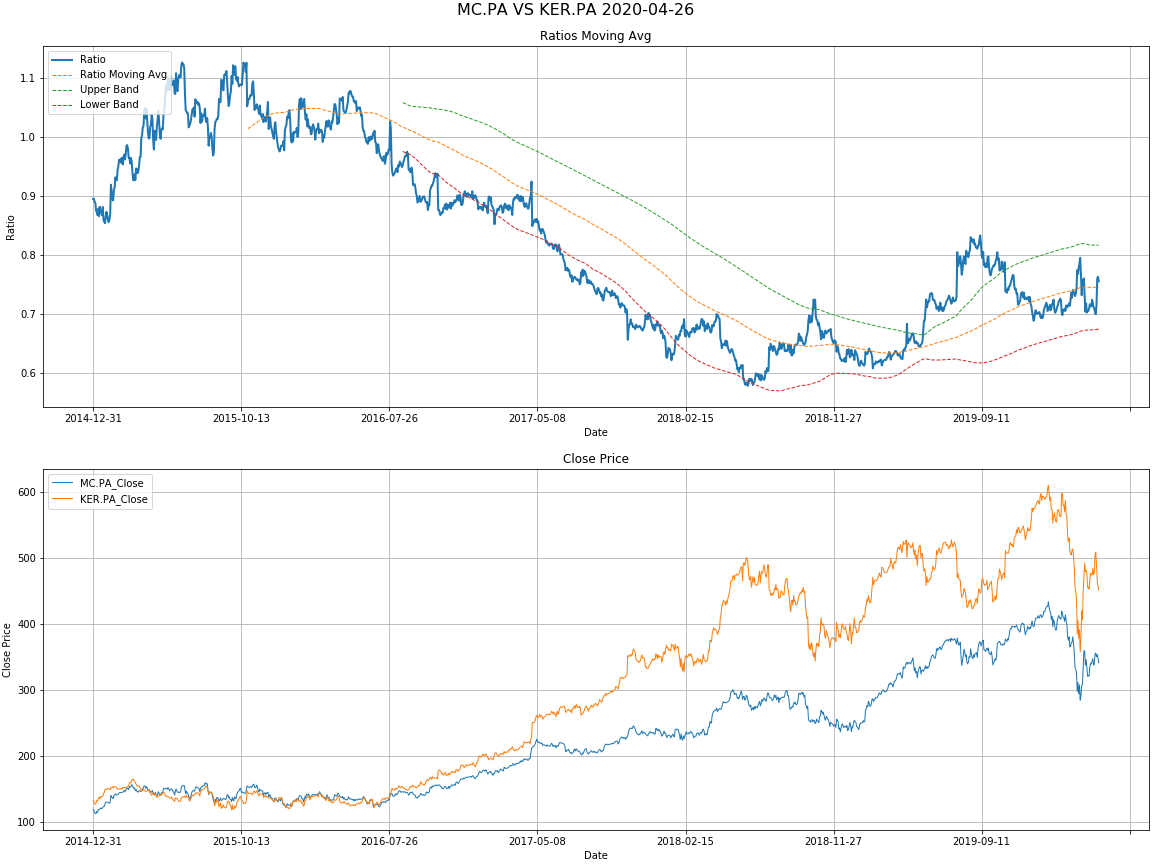 MC.PA VS KER.PA 2020-04-26
Ratios Moving Avg
Ratio
Ratio Moving Avg
Upper Band
Lower Band
1.1
1.0
0.9
0.8
0.7
0.6
Ratio
2014-12-31
2015-10-13
2016-07-26
2017-05-08
2018-02-15
2018-11-27
2019-09-11
Date
Close Price
MC.PA_Close
KER.PA_Close
600
500
400
300
200
100
Close Price
2014-12-31
2015-10-13
2016-07-26
2017-05-08
2018-02-15
2018-11-27
2019-09-11
Date